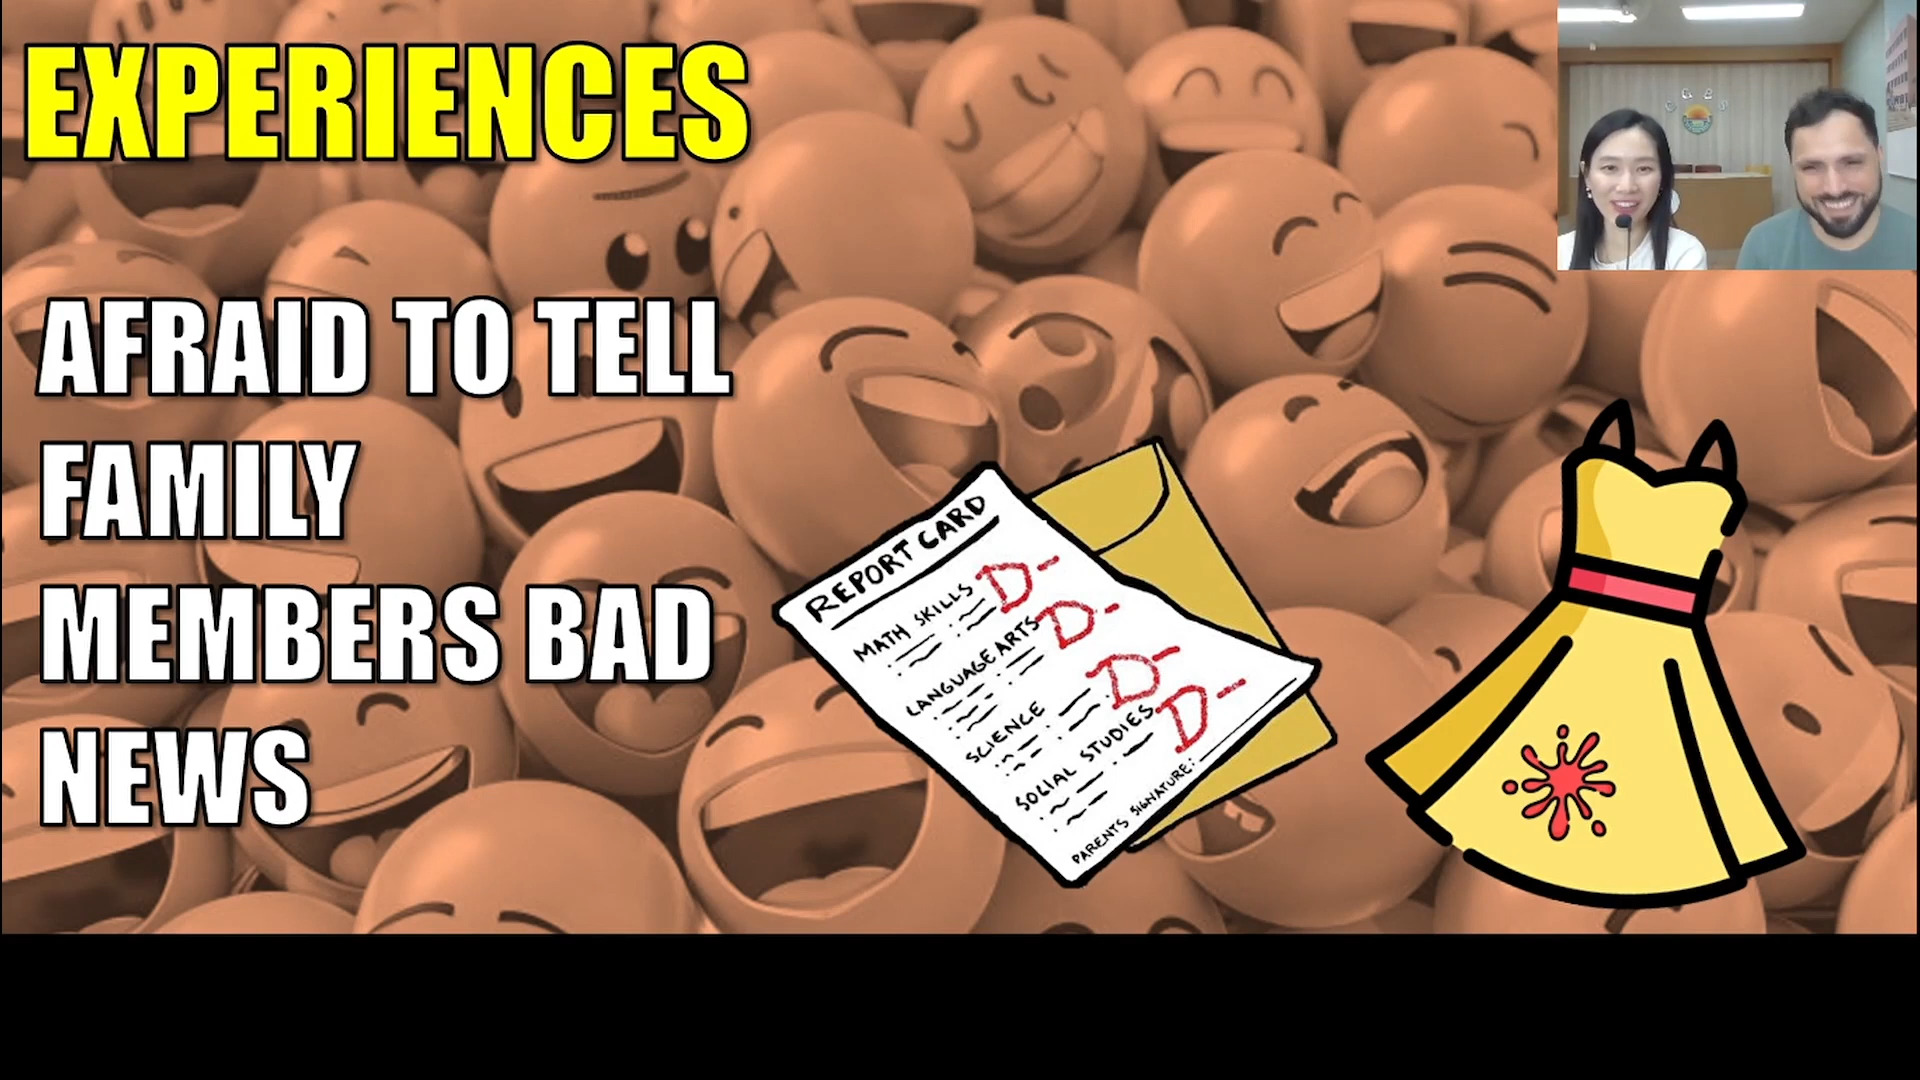 EXPERIENCES
AFRAID TO TELL
FAMILY
MEMBERS BAD
NEWS
REPORT CARD
MATH SKILLS D-
LANGUAGE ARTS D-
SCIENCE D-
SOCIAL STUDIES D-
PARENTS SIGNATURE: